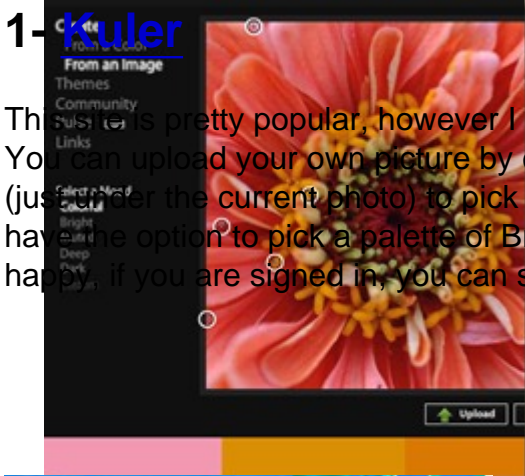 1- Kuler
Create
From a Color
From an Image
Themes
Community
Links
This site is pretty popular, however I
You can upload your own picture by
(just under the current photo) to pick
have the option to pick a palette of B
happy, if you are signed in, you can s
Select a Mood
Colorful
Bright
Muted
Deep
Dark
Upload